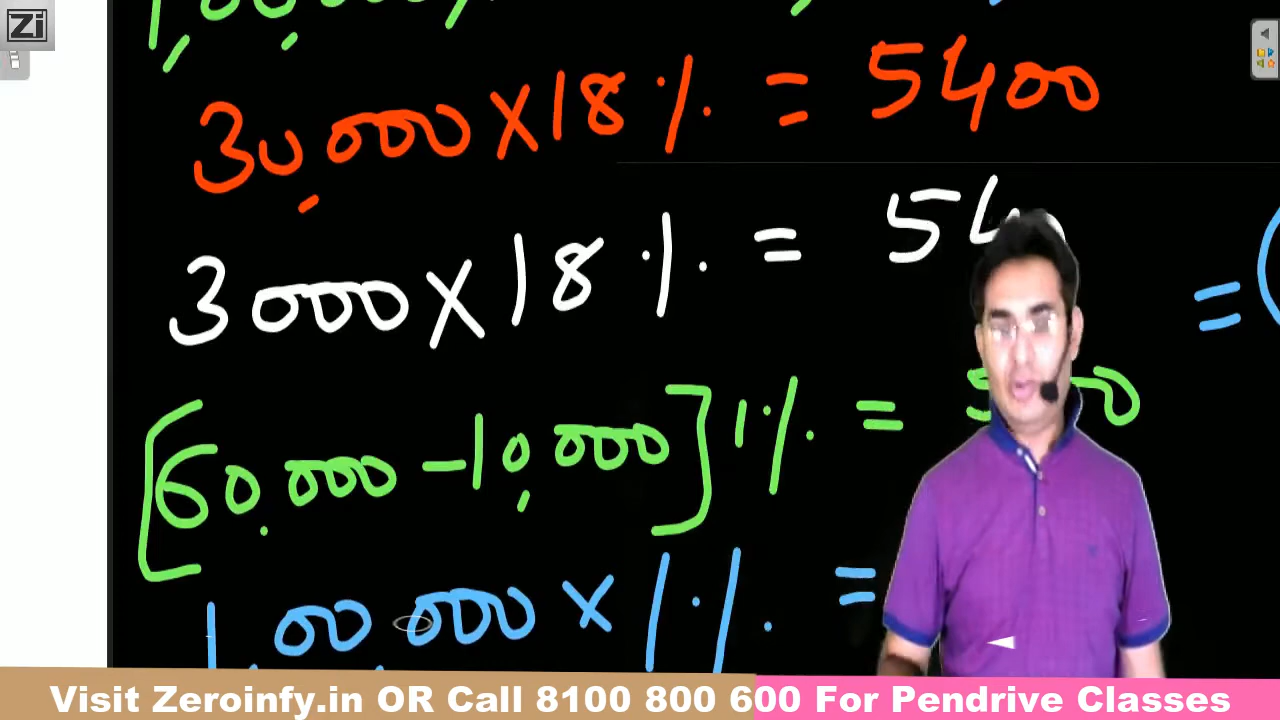 Zi
30,000 X 18 % = 5400
3000 X 18 % = 54
=
[60,000 - 10,000] 1 % =
1,00,000 X 1 % =
Visit Zeroinfy.in OR Call 8100 800 600 For Pendrive Classes